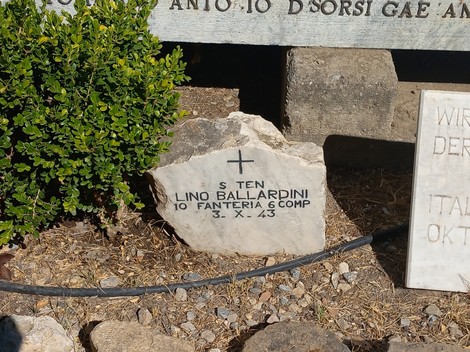 ANTO IO D'SORSI GAE AN
S TEN
LINO BALLARDINI
10 FANTERIA 6 COMP
3. X. 43
WIR
DER
ITAL
OKT